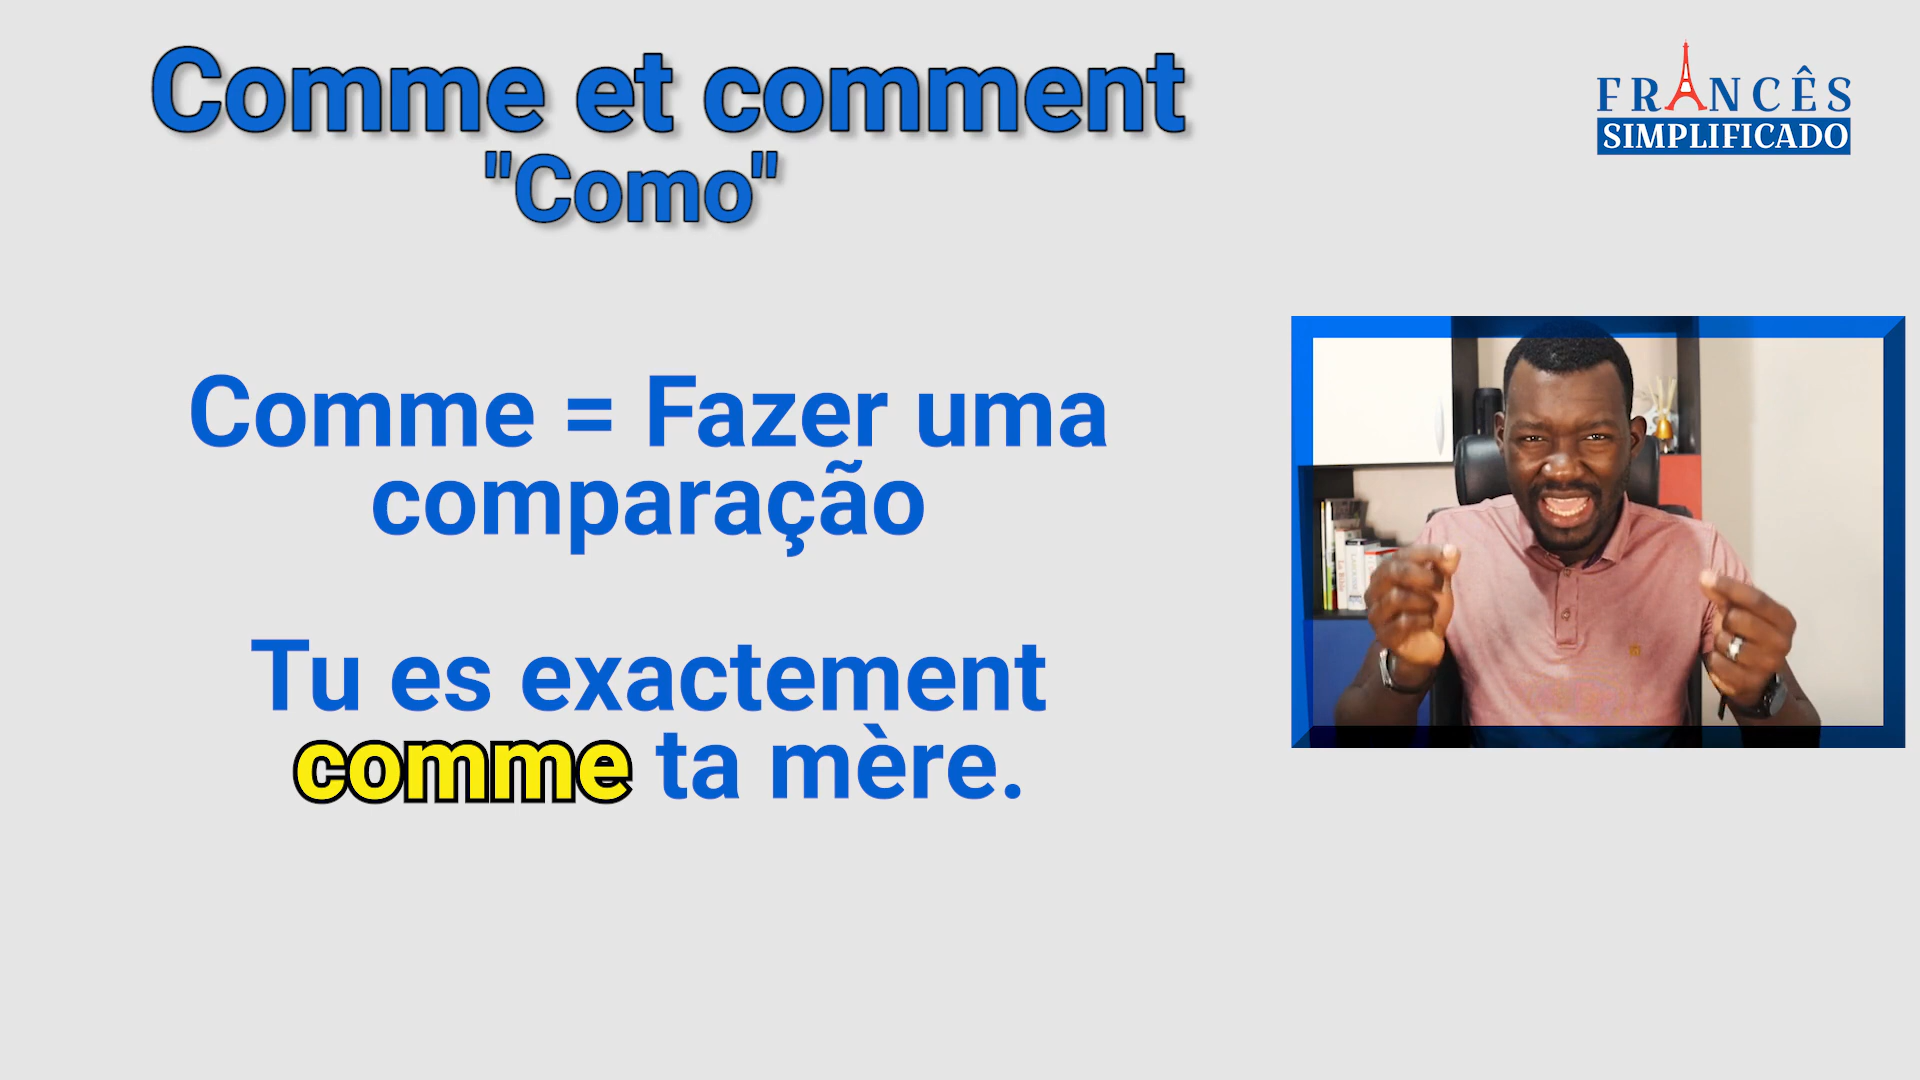 Comme et comment
"Como"
FRANCÊS
SIMPLIFICADO
Comme = Fazer uma
comparação
Tu es exactement
comme ta mère.